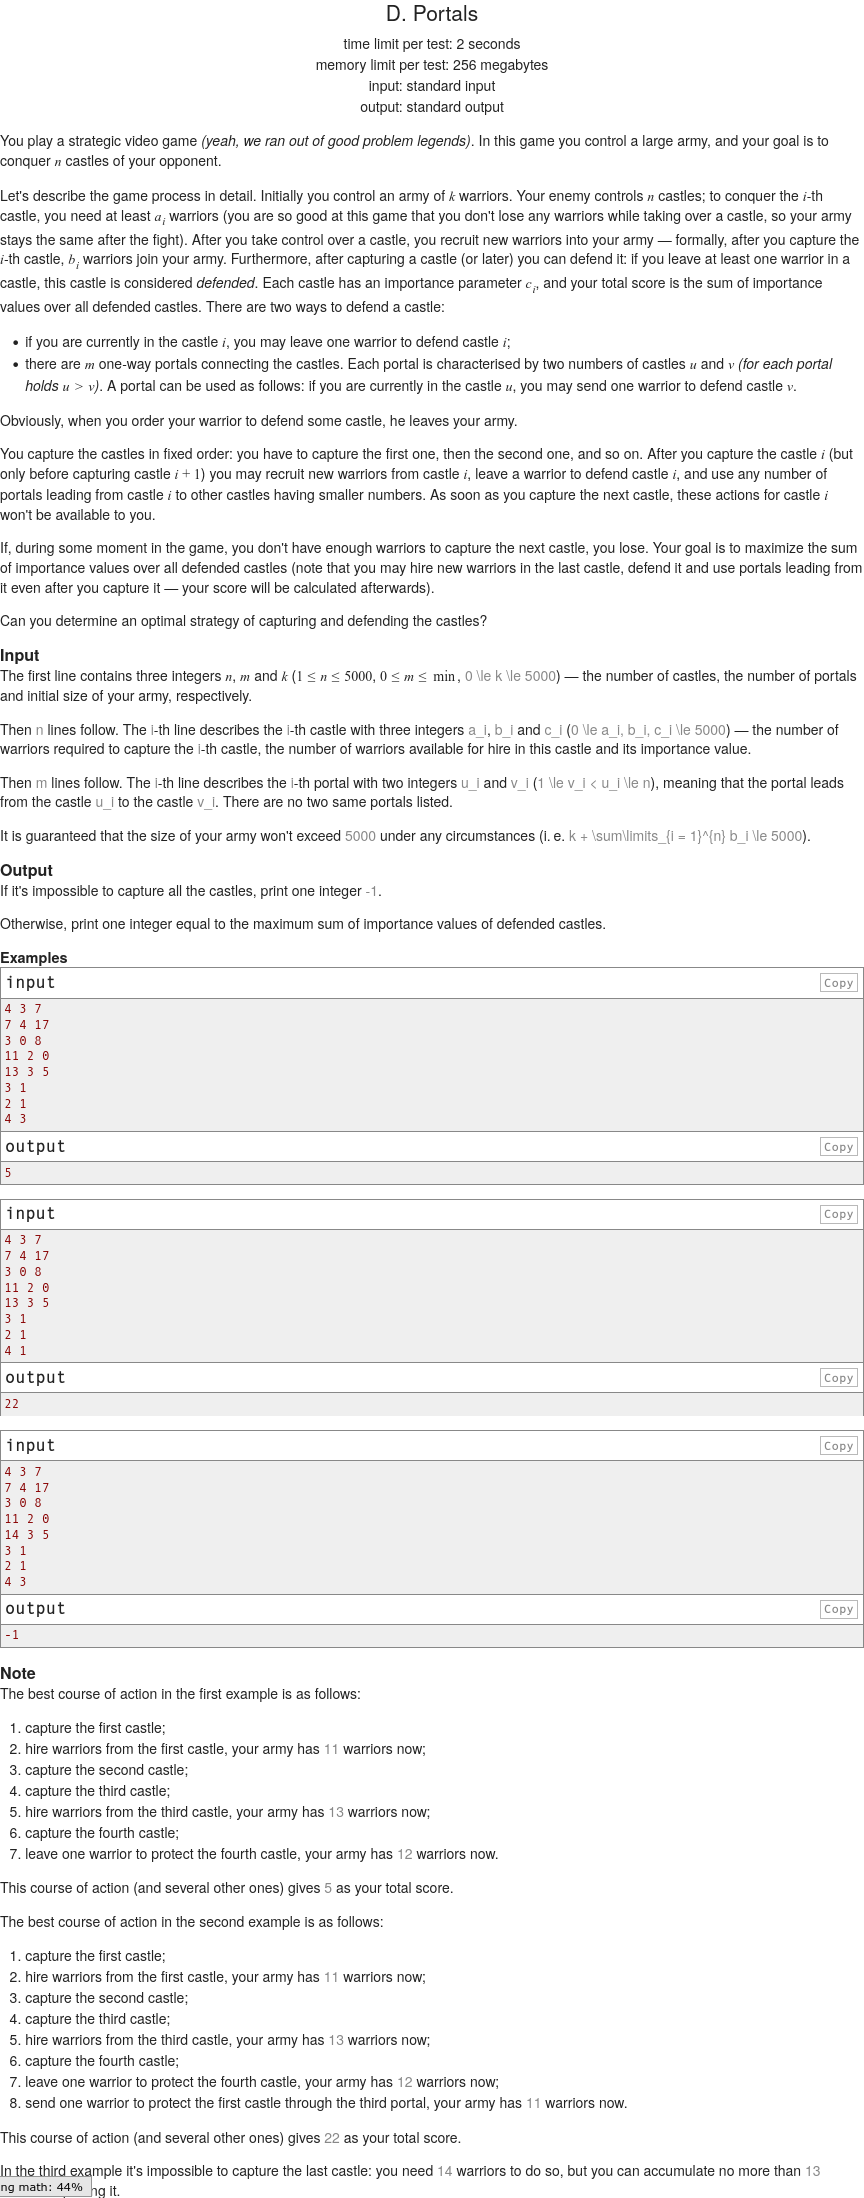 D. Portals
time limit per test: 2 seconds
memory limit per test: 256 megabytes
input: standard input
output: standard output
You play a strategic video game (yeah, we ran out of good problem legends). In this game you control a large army, and your goal is to
conquer n castles of your opponent.
Let's describe the game process in detail. Initially you control an army of k warriors. Your enemy controls n castles; to conquer the i-th
castle, you need at least a_i warriors (you are so good at this game that you don't lose any warriors while taking over a castle, so your army
stays the same after the fight). After you take control over a castle, you recruit new warriors into your army — formally, after you capture the
i-th castle, b_i warriors join your army. Furthermore, after capturing a castle (or later) you can defend it: if you leave at least one warrior in a
castle, this castle is considered defended. Each castle has an importance parameter c_i, and your total score is the sum of importance
values over all defended castles. There are two ways to defend a castle:
• if you are currently in the castle i, you may leave one warrior to defend castle i;
• there are m one-way portals connecting the castles. Each portal is characterised by two numbers of castles u and v (for each portal
holds u > v). A portal can be used as follows: if you are currently in the castle u, you may send one warrior to defend castle v.
Obviously, when you order your warrior to defend some castle, he leaves your army.
You capture the castles in fixed order: you have to capture the first one, then the second one, and so on. After you capture the castle i (but
only before capturing castle i + 1) you may recruit new warriors from castle i, leave a warrior to defend castle i, and use any number of
portals leading from castle i to other castles having smaller numbers. As soon as you capture the next castle, these actions for castle i
won't be available to you.
If, during some moment in the game, you don't have enough warriors to capture the next castle, you lose. Your goal is to maximize the sum
of importance values over all defended castles (note that you may hire new warriors in the last castle, defend it and use portals leading from
it even after you capture it — your score will be calculated afterwards).
Can you determine an optimal strategy of capturing and defending the castles?
Input
The first line contains three integers n, m and k (1 ≤ n ≤ 5000, 0 ≤ m ≤ min, 0 \le k \le 5000) — the number of castles, the number of portals
and initial size of your army, respectively.
Then n lines follow. The i-th line describes the i-th castle with three integers a_i, b_i and c_i (0 \le a_i, b_i, c_i \le 5000) — the number of
warriors required to capture the i-th castle, the number of warriors available for hire in this castle and its importance value.
Then m lines follow. The i-th line describes the i-th portal with two integers u_i and v_i (1 \le v_i < u_i \le n), meaning that the portal leads
from the castle u_i to the castle v_i. There are no two same portals listed.
It is guaranteed that the size of your army won't exceed 5000 under any circumstances (i. e. k + \sum\limits_{i = 1}^{n} b_i \le 5000).
Output
If it's impossible to capture all the castles, print one integer -1.
Otherwise, print one integer equal to the maximum sum of importance values of defended castles.
Examples
input Copy
4 3 7
7 4 17
3 0 8
11 2 0
13 3 5
3 1
2 1
4 3
output Copy
5
input Copy
4 3 7
7 4 17
3 0 8
11 2 0
13 3 5
3 1
2 1
4 1
output Copy
22
input Copy
4 3 7
7 4 17
3 0 8
11 2 0
14 3 5
3 1
2 1
4 3
output Copy
-1
Note
The best course of action in the first example is as follows:
1. capture the first castle;
2. hire warriors from the first castle, your army has 11 warriors now;
3. capture the second castle;
4. capture the third castle;
5. hire warriors from the third castle, your army has 13 warriors now;
6. capture the fourth castle;
7. leave one warrior to protect the fourth castle, your army has 12 warriors now.
This course of action (and several other ones) gives 5 as your total score.
The best course of action in the second example is as follows:
1. capture the first castle;
2. hire warriors from the first castle, your army has 11 warriors now;
3. capture the second castle;
4. capture the third castle;
5. hire warriors from the third castle, your army has 13 warriors now;
6. capture the fourth castle;
7. leave one warrior to protect the fourth castle, your army has 12 warriors now;
8. send one warrior to protect the first castle through the third portal, your army has 11 warriors now.
This course of action (and several other ones) gives 22 as your total score.
In the third example it's impossible to capture the last castle: you need 14 warriors to do so, but you can accumulate no more than 13
ng math: 44% ng it.